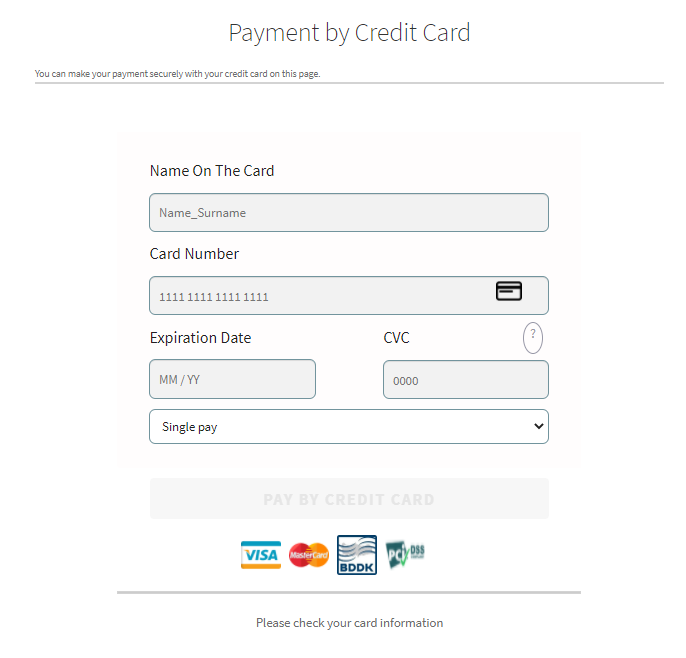 Payment by Credit Card
You can make your payment securely with your credit card on this page.
Name On The Card
Name_Surname
Card Number
1111 1111 1111 1111
Expiration Date
CVC
?
MM / YY
0000
Single pay
PAY BY CREDIT CARD
VISA
MasterCard
BDDK
PCI DSS
Please check your card information